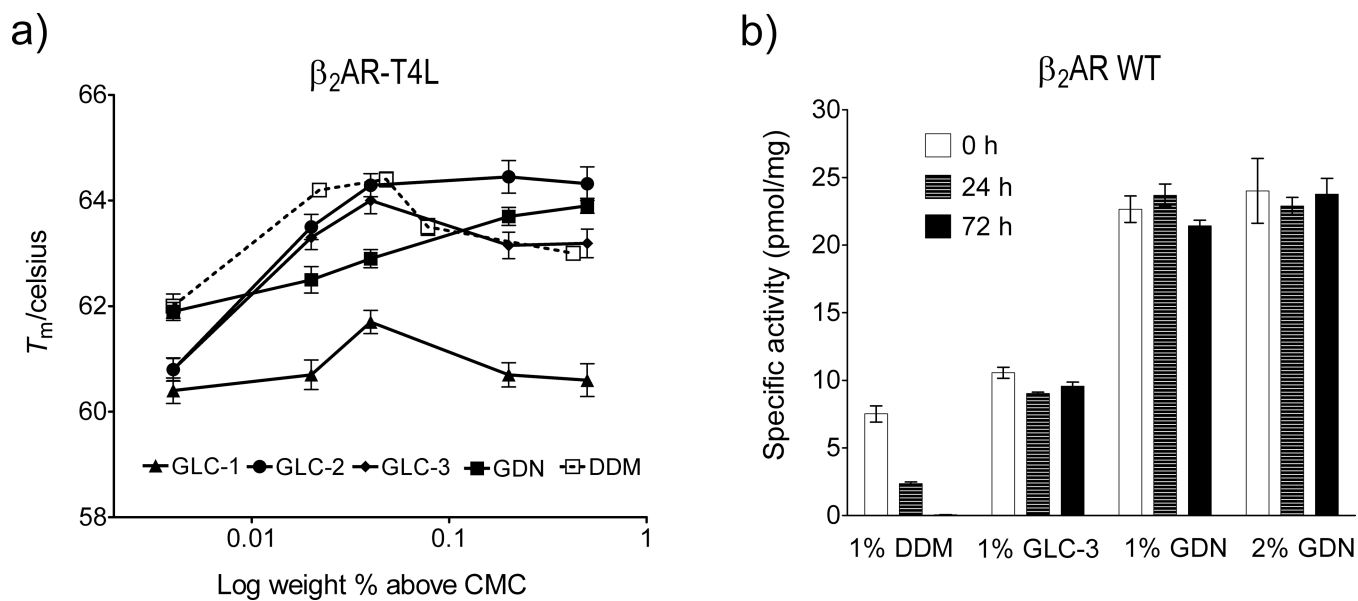 a)
β₂AR-T4L
66
64
62
60
58
Tm/celsius
GLC-1 GLC-2 GLC-3 GDN DDM
0.01 0.1 1
Log weight % above CMC
b)
β₂AR WT
30
25
20
15
10
5
0
Specific activity (pmol/mg)
0 h
24 h
72 h
1% DDM 1% GLC-3 1% GDN 2% GDN